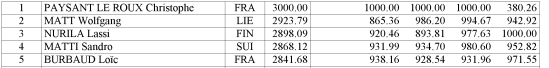 1 PAYSANT LE ROUX Christophe FRA 3000.00 1000.00 1000.00 1000.00 380.26
2 MATT Wolfgang LIE 2923.79 865.36 986.20 994.67 942.92
3 NURILA Lassi FIN 2898.09 920.46 893.81 977.63 1000.00
4 MATTI Sandro SUI 2868.12 931.99 934.70 980.60 952.82
5 BURBAUD Loïc FRA 2841.68 938.16 928.54 931.96 971.55